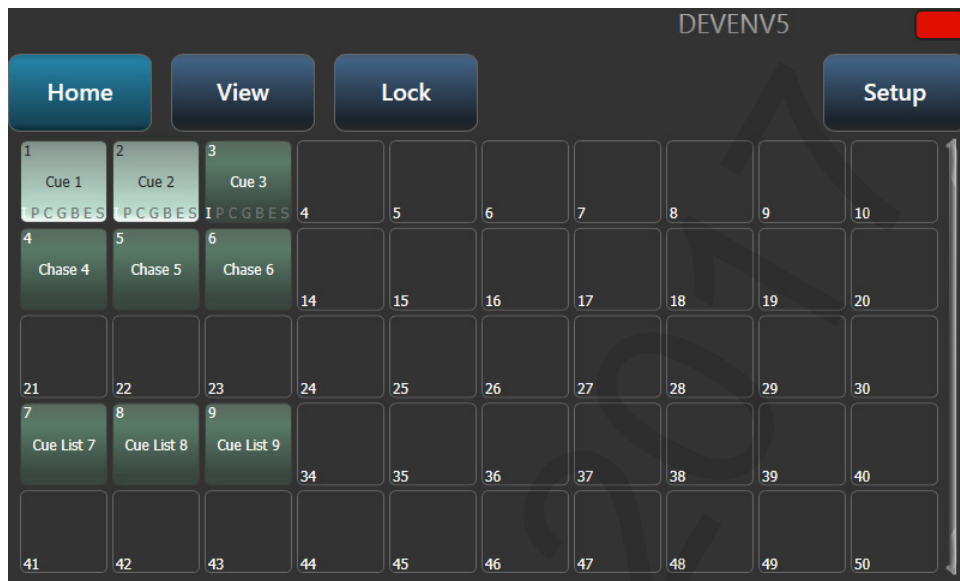 DEVENV5
Home View Lock Setup
1 2 3
Cue 1 Cue 2 Cue 3
IPCGBES IPCGBES IPCGBES 4 5 6 7 8 9 10
4 5 6
Chase 4 Chase 5 Chase 6
14 15 16 17 18 19 20
21 22 23 24 25 26 27 28 29 30
7 8 9
Cue List 7 Cue List 8 Cue List 9
34 35 36 37 38 39 40
41 42 43 44 45 46 47 48 49 50
2017